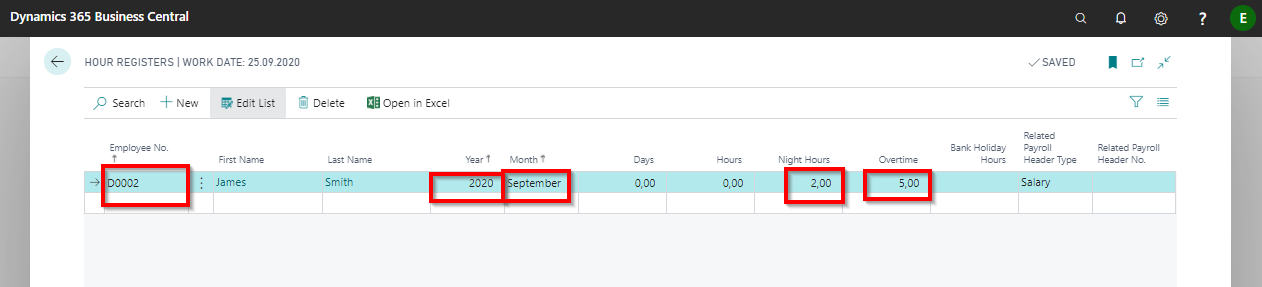 Dynamics 365 Business Central
?
E
HOUR REGISTERS | WORK DATE: 25.09.2020
SAVED
Search
New
Edit List
Delete
Open in Excel
Employee No. ↑
First Name
Last Name
Year ↑
Month ↑
Days
Hours
Night Hours
Overtime
Bank Holiday
Hours
Related
Payroll
Header Type
Related Payroll
Header No.
D0002
James
Smith
2020
September
0,00
0,00
2,00
5,00
Salary